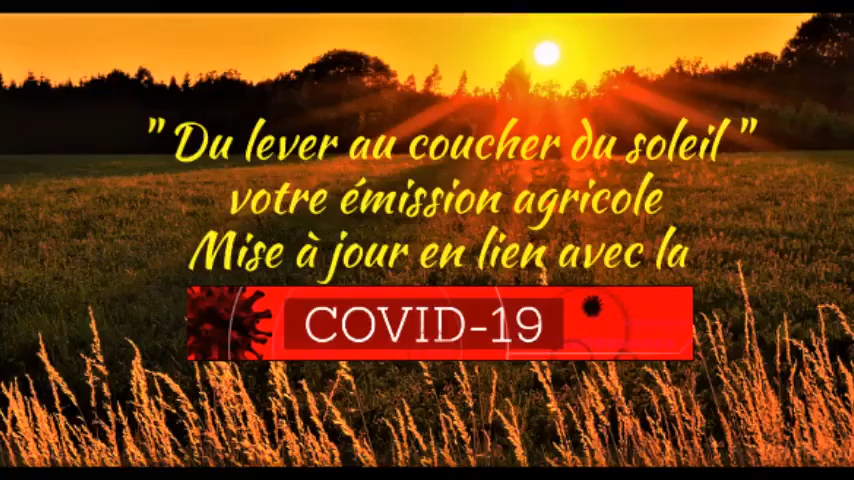 " Du lever au coucher du soleil "
votre émission agricole
Mise à jour en lien avec la
COVID-19